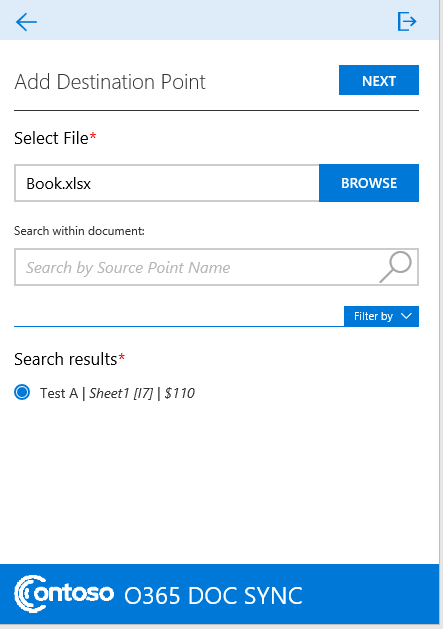 Add Destination Point
NEXT
Select File*
Book.xlsx
BROWSE
Search within document:
Search by Source Point Name
Filter by
Search results*
Test A | Sheet1 [I7] | $110
Contoso O365 DOC SYNC